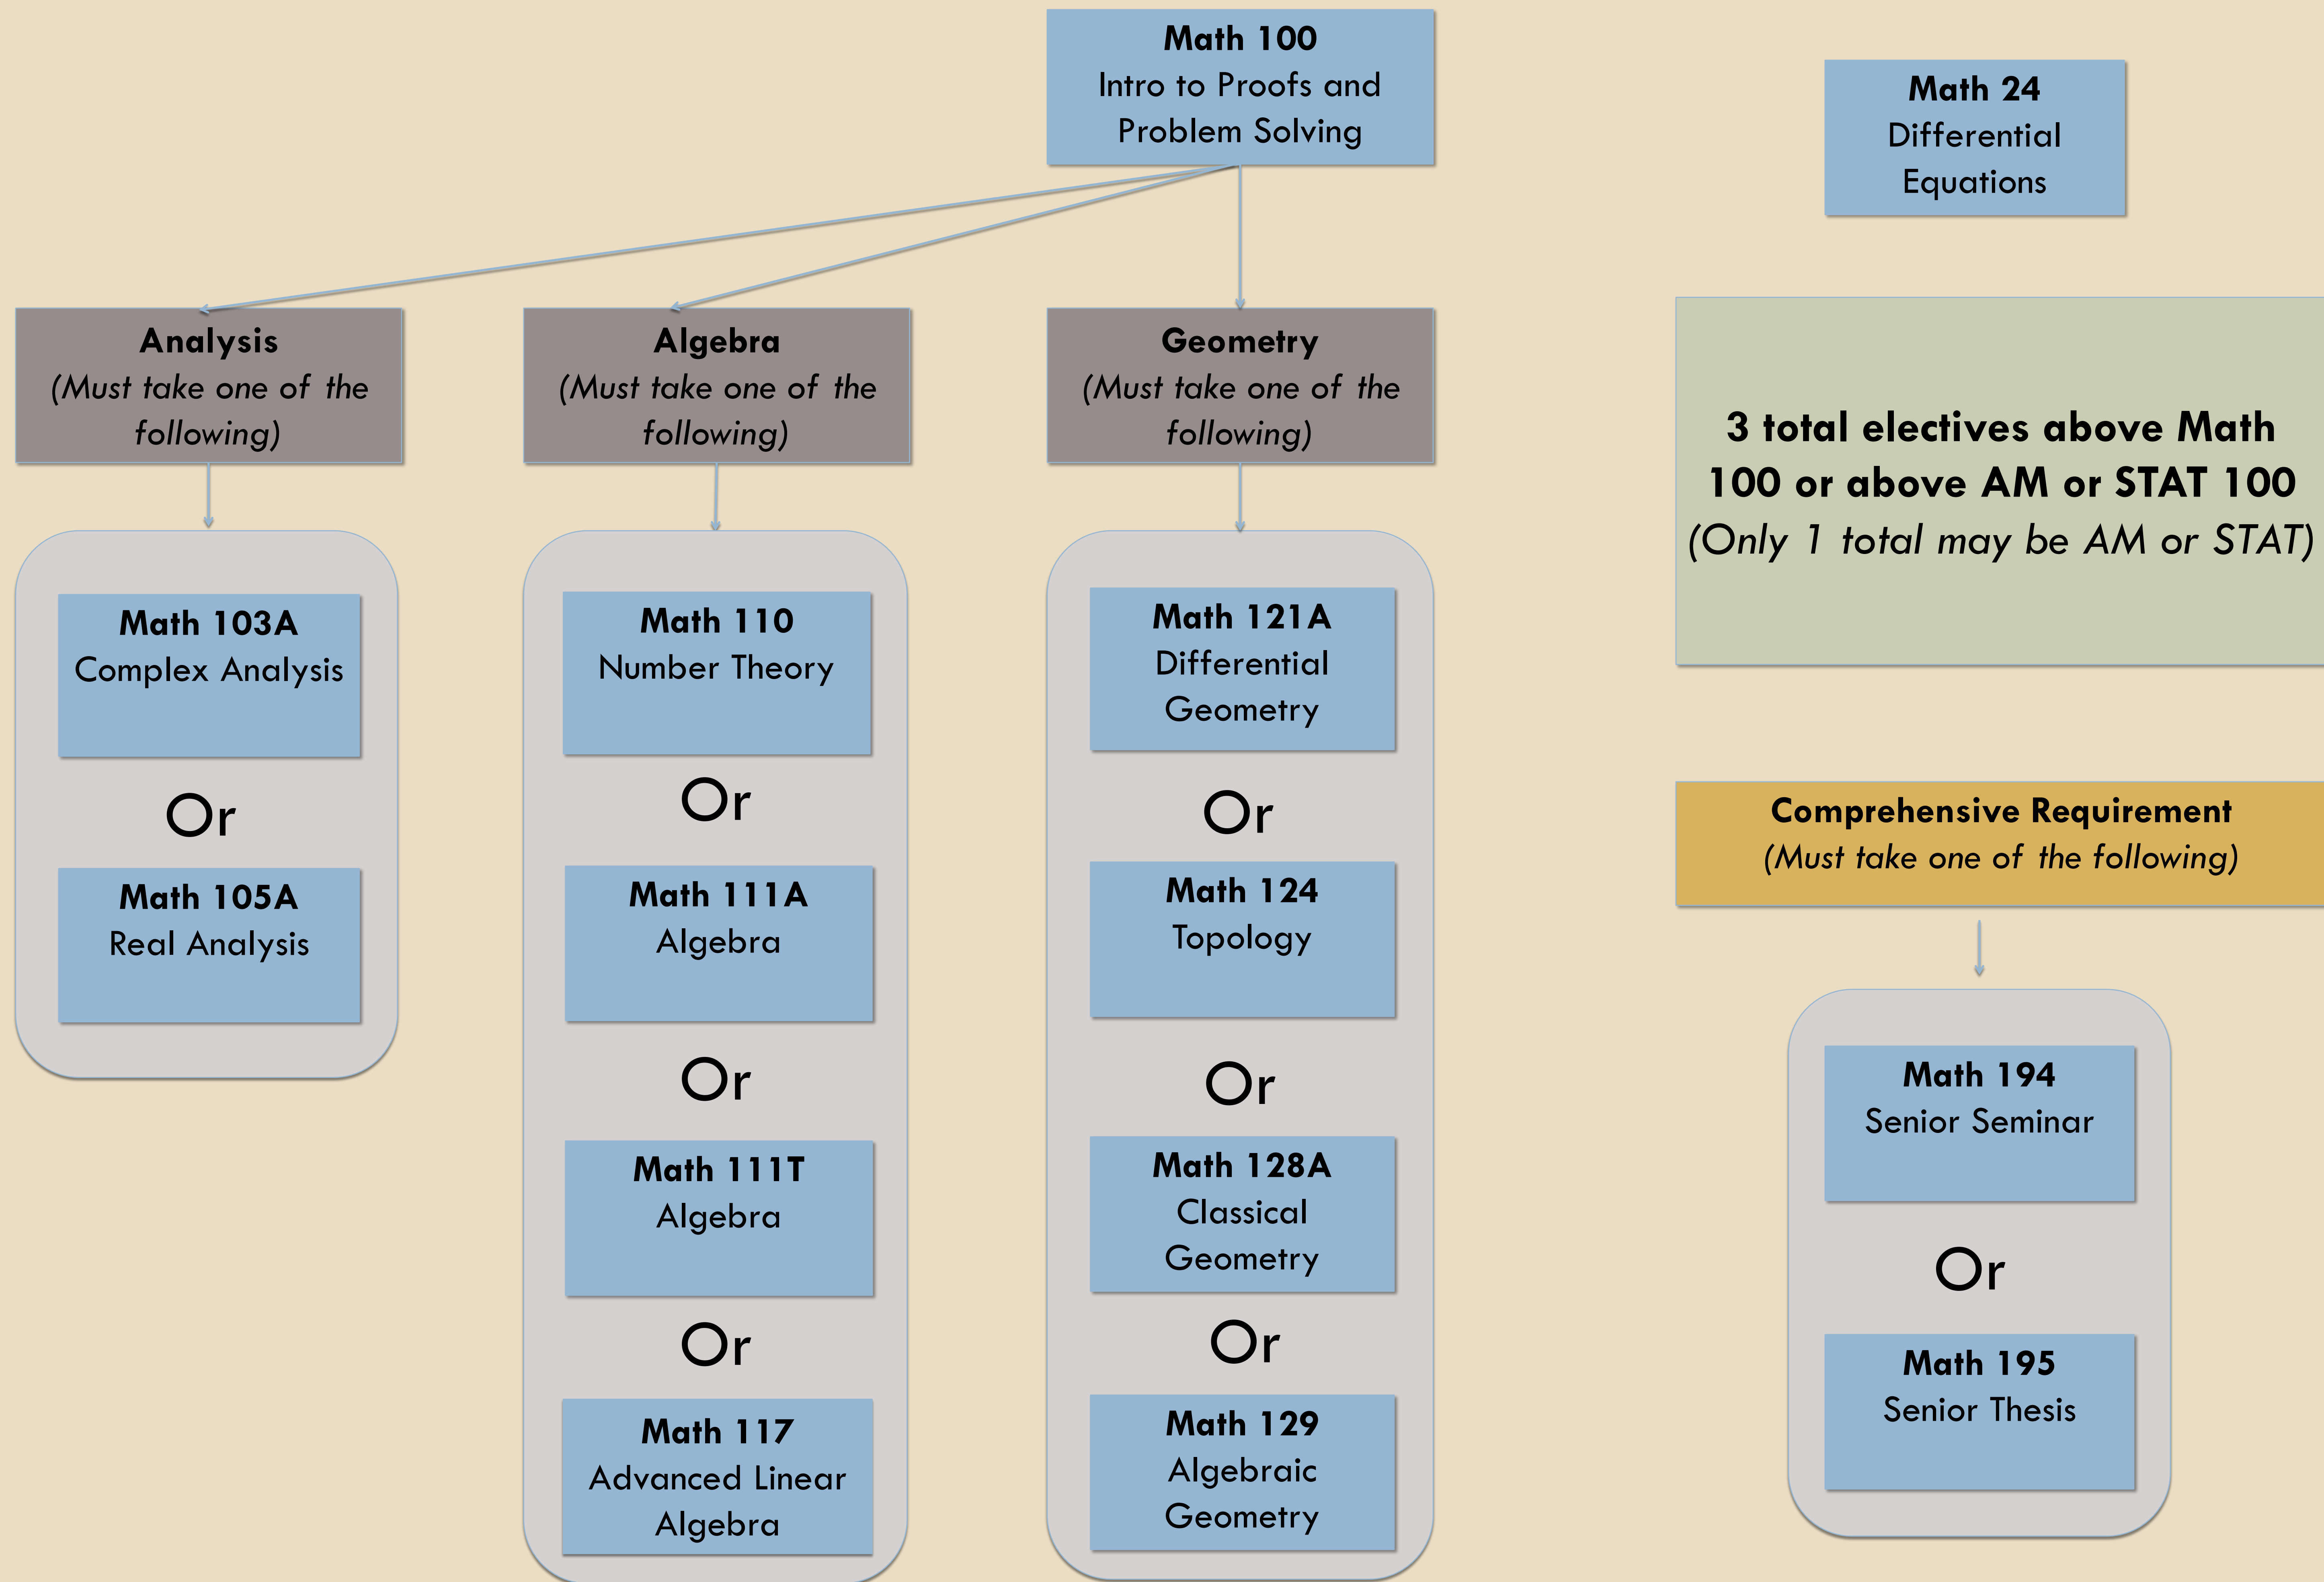 Math 100
Intro to Proofs and
Problem Solving
Math 24
Differential
Equations
Analysis
(Must take one of the
following)
Algebra
(Must take one of the
following)
Geometry
(Must take one of the
following)
3 total electives above Math
100 or above AM or STAT 100
(Only 1 total may be AM or STAT)
Math 103A
Complex Analysis
Or
Math 105A
Real Analysis
Math 110
Number Theory
Or
Math 111A
Algebra
Or
Math 111T
Algebra
Or
Math 117
Advanced Linear
Algebra
Math 121A
Differential
Geometry
Or
Math 124
Topology
Or
Math 128A
Classical
Geometry
Or
Math 129
Algebraic
Geometry
Comprehensive Requirement
(Must take one of the following)
Math 194
Senior Seminar
Or
Math 195
Senior Thesis